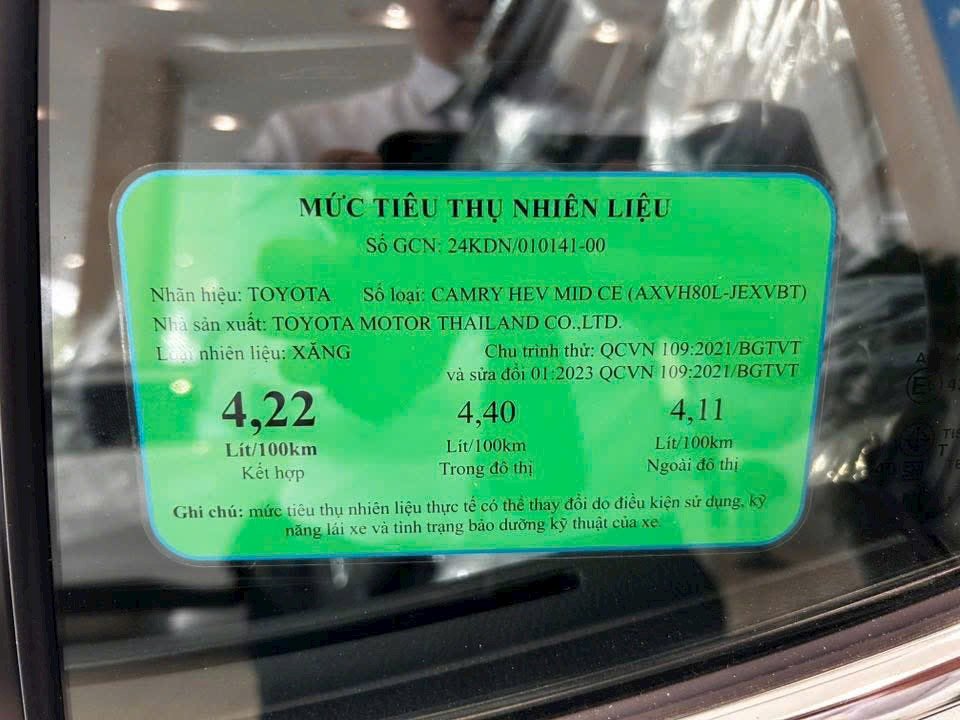 MỨC TIÊU THỤ NHIÊN LIỆU
Số GCN: 24KDN/010141-00
Nhãn hiệu: TOYOTA Số loại: CAMRY HEV MID CE (AXVH80L-JEXVBT)
Nhà sản xuất: TOYOTA MOTOR THAILAND CO.,LTD.
Loại nhiên liệu: XĂNG Chu trình thử: QCVN 109:2021/BGTVT
và sửa đổi 01:2023 QCVN 109:2021/BGTVT
4,22 4,40 4,11
Lít/100km Lít/100km Lít/100km
Kết hợp Trong đô thị Ngoài đô thị
Ghi chú: mức tiêu thụ nhiên liệu thực tế có thể thay đổi do điều kiện sử dụng, kỹ
năng lái xe và tình trạng bảo dưỡng kỹ thuật của xe.